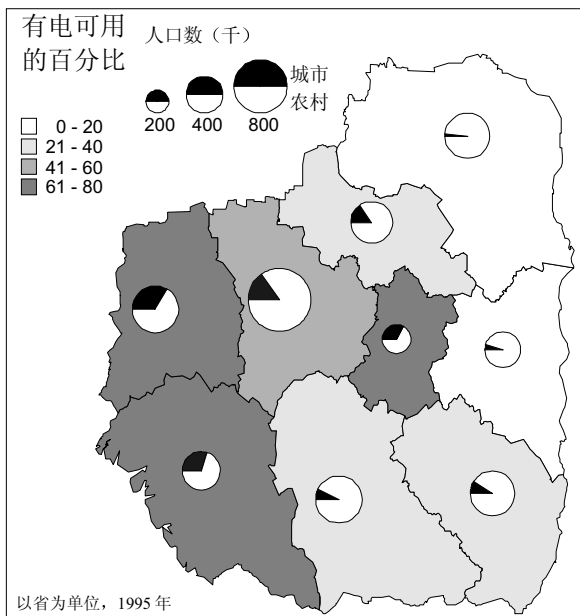 有电可用
的百分比
人口数（千）
城市
农村
200 400 800
0 - 20
21 - 40
41 - 60
61 - 80
以省为单位，1995 年